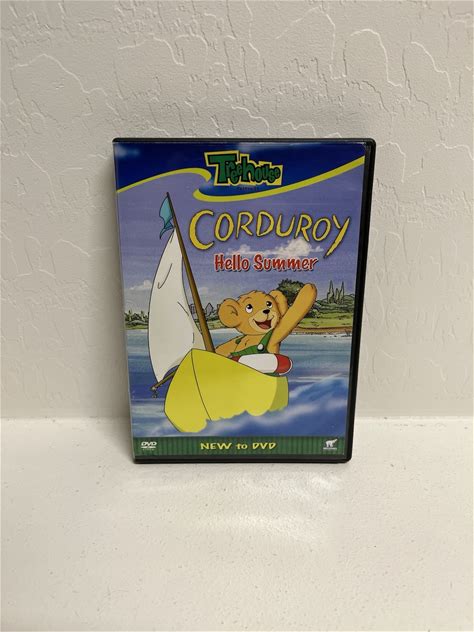 Treehouse
CORDUROY
Hello Summer
DVD
NEW to DVD